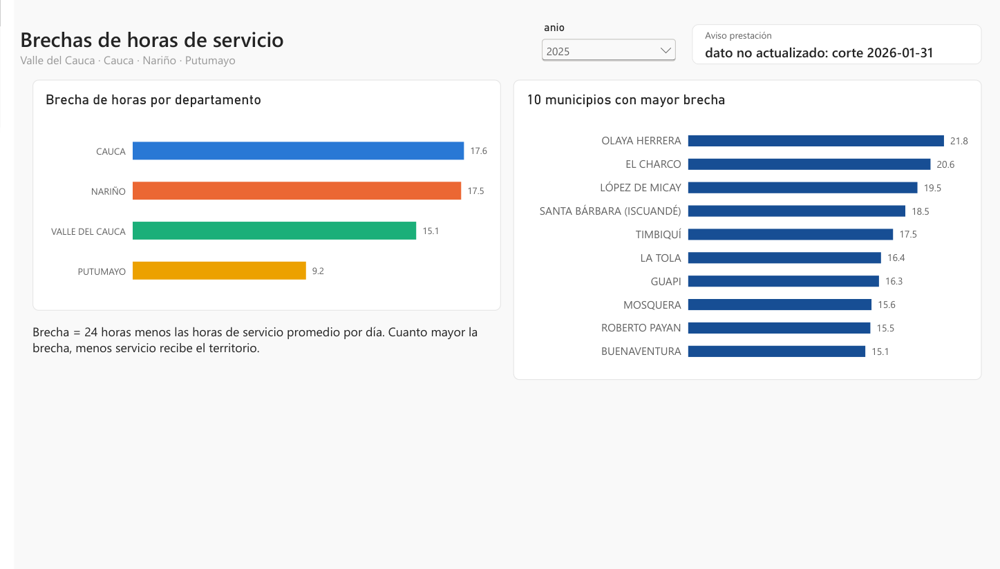 Brechas de horas de servicio
Valle del Cauca · Cauca · Nariño · Putumayo
anio
2025
Aviso prestación
dato no actualizado: corte 2026-01-31
Brecha de horas por departamento
CAUCA 17.6
NARIÑO 17.5
VALLE DEL CAUCA 15.1
PUTUMAYO 9.2
Brecha = 24 horas menos las horas de servicio promedio por día. Cuanto mayor la
brecha, menos servicio recibe el territorio.
10 municipios con mayor brecha
OLAYA HERRERA 21.8
EL CHARCO 20.6
LÓPEZ DE MICAY 19.5
SANTA BÁRBARA (ISCUANDÉ) 18.5
TIMBIQUÍ 17.5
LA TOLA 16.4
GUAPI 16.3
MOSQUERA 15.6
ROBERTO PAYAN 15.5
BUENAVENTURA 15.1